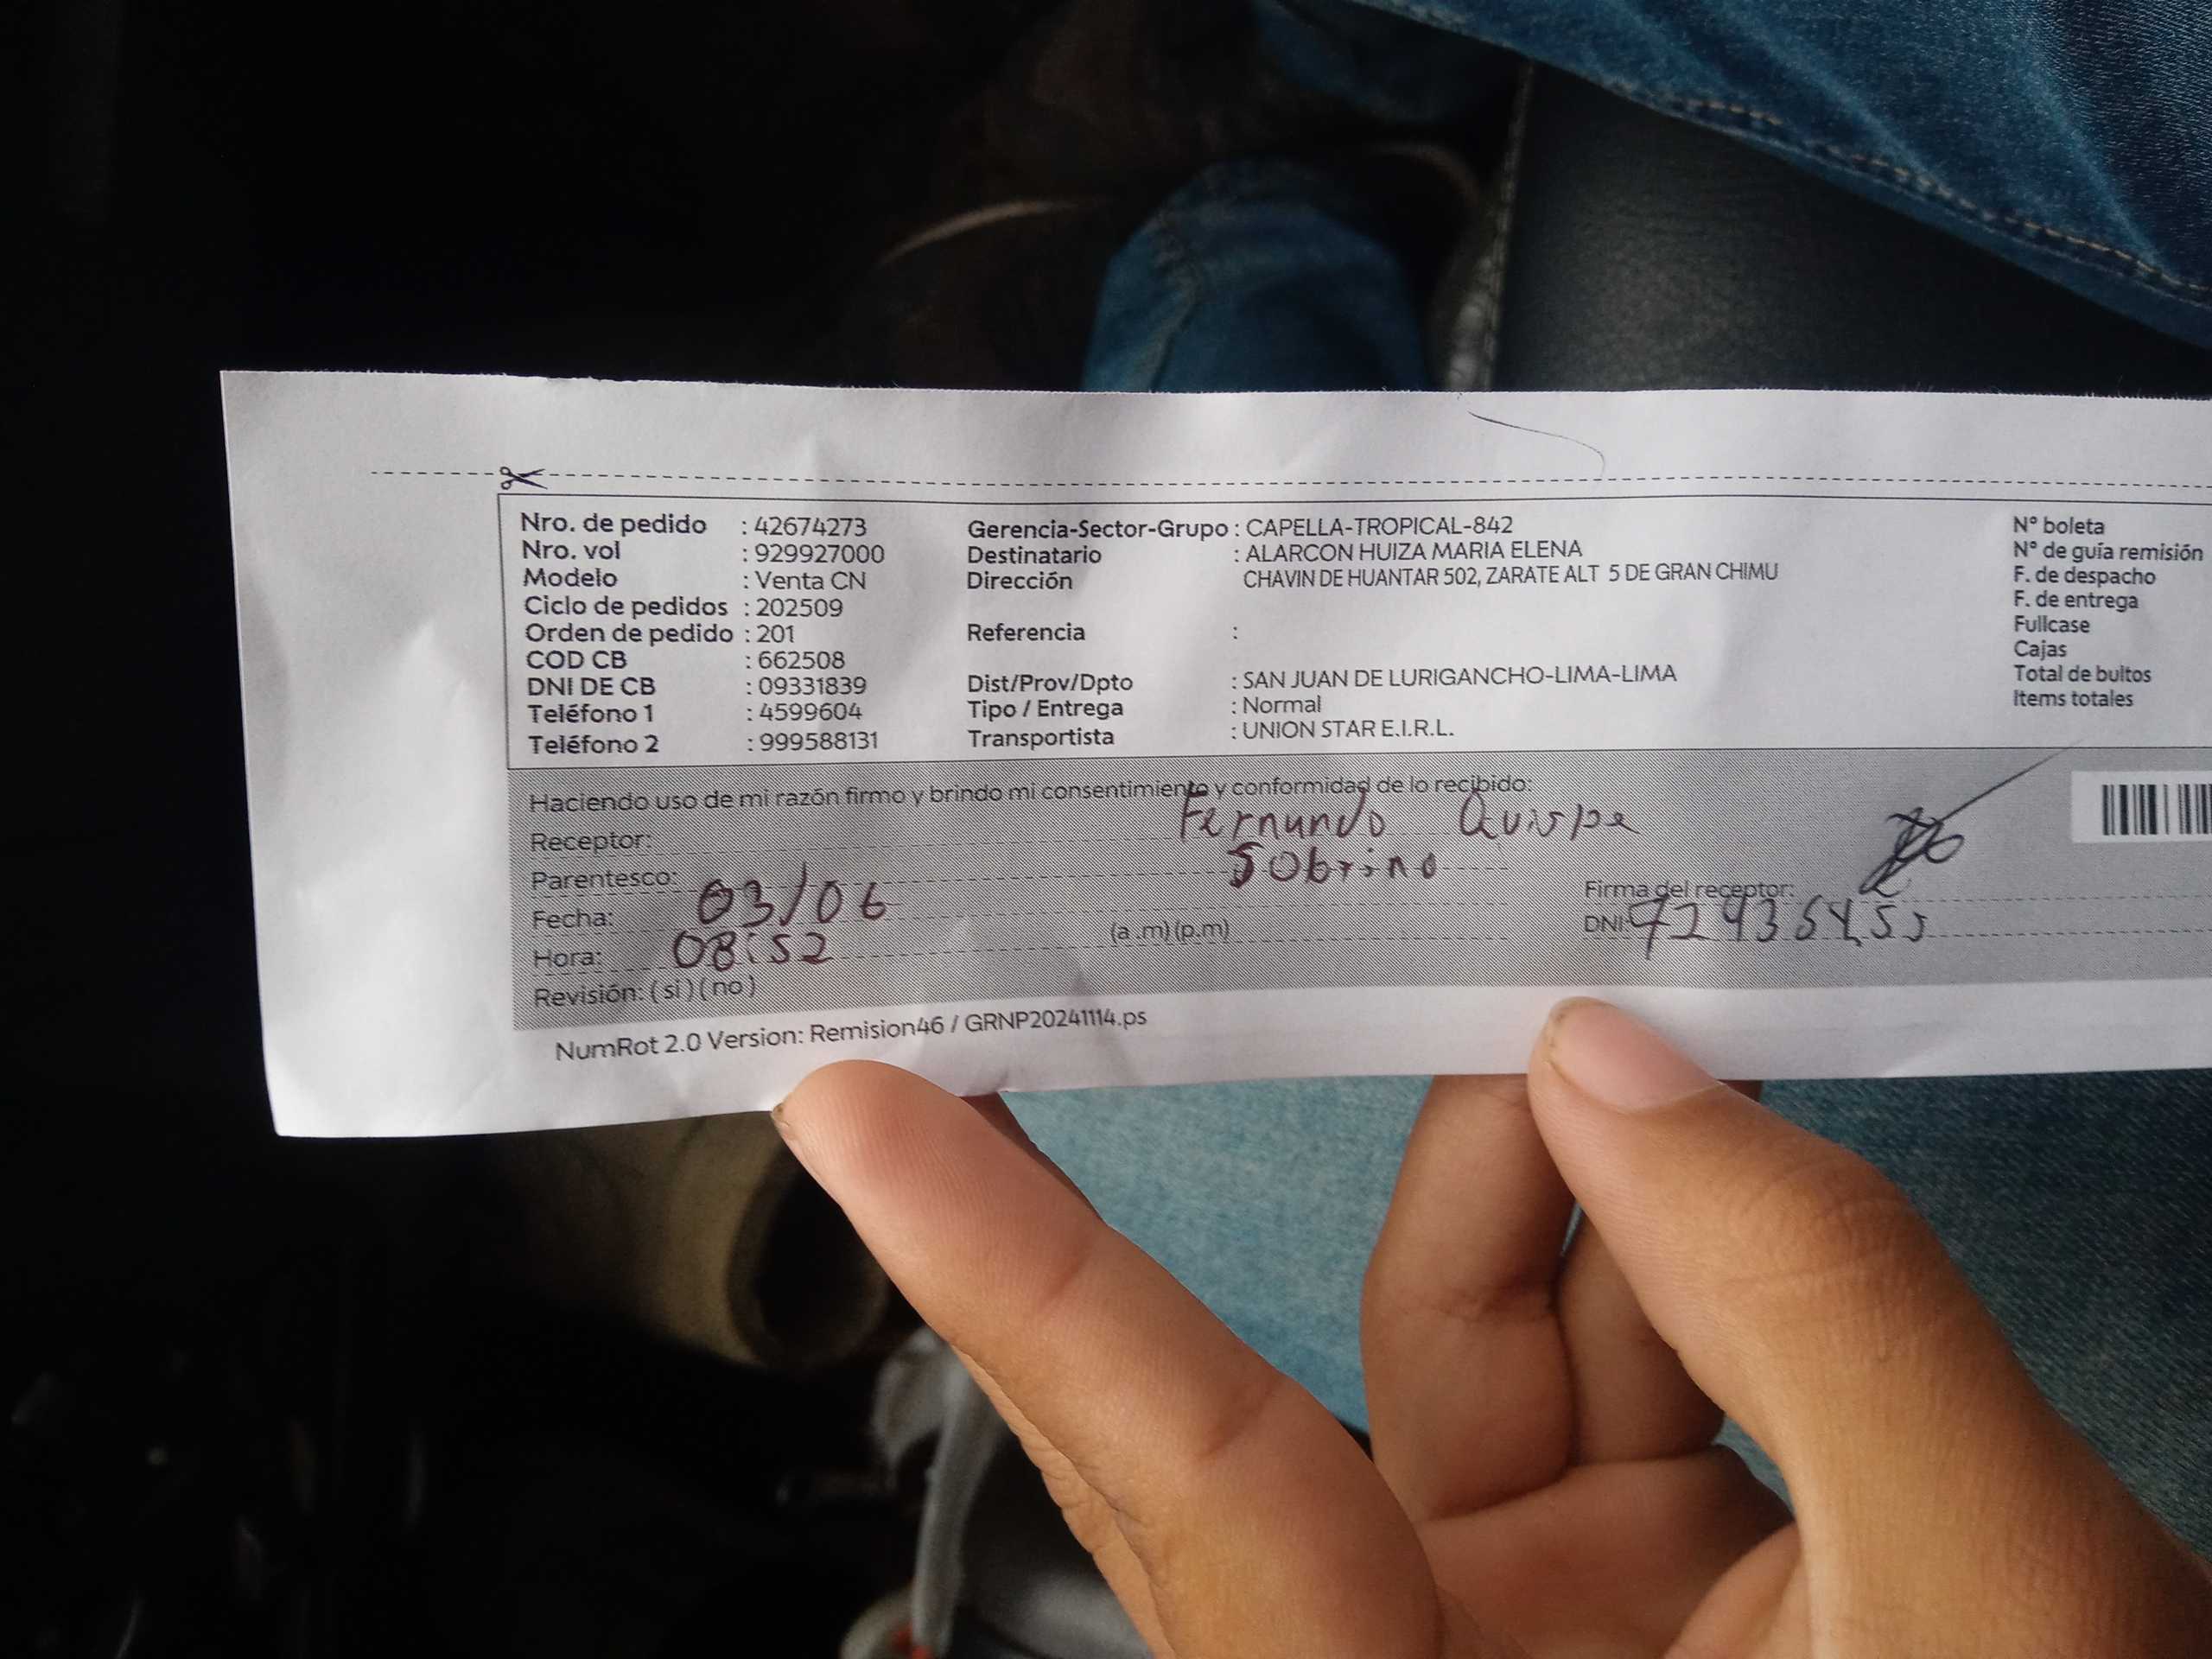 Nro. de pedido : 42674273
Nro. vol : 929927000
Modelo : Venta CN
Ciclo de pedidos : 202509
Orden de pedido : 201
COD CB : 662508
DNI DE CB : 09331839
Teléfono 1 : 4599604
Teléfono 2 : 999588131
Gerencia-Sector-Grupo : CAPELLA-TROPICAL-842
Destinatario : ALARCON HUIZA MARIA ELENA
Dirección CHAVIN DE HUANTAR 502, ZARATE ALT 5 DE GRAN CHIMU
Referencia :
Dist/Prov/Dpto : SAN JUAN DE LURIGANCHO-LIMA-LIMA
Tipo / Entrega : Normal
Transportista : UNION STAR E.I.R.L.
N° boleta
N° de guía remisión
F. de despacho
F. de entrega
Fullcase
Cajas
Total de bultos
Items totales
Haciendo uso de mi razón firmo y brindo mi consentimiento y conformidad de lo recibido:
Receptor: Fernando Quispe
Parentesco: Sobrino
Fecha: 03/06
Hora: 08:52 (a .m) (p.m)
Revisión: ( si ) ( no )
Firma del receptor:
DNI:
NumRot 2.0 Version: Remision46 / GRNP20241114.ps